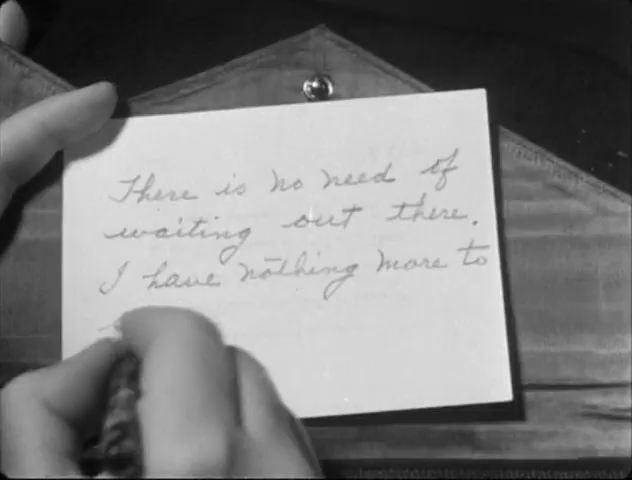 There is no need of
waiting out there.
I have nothing more to